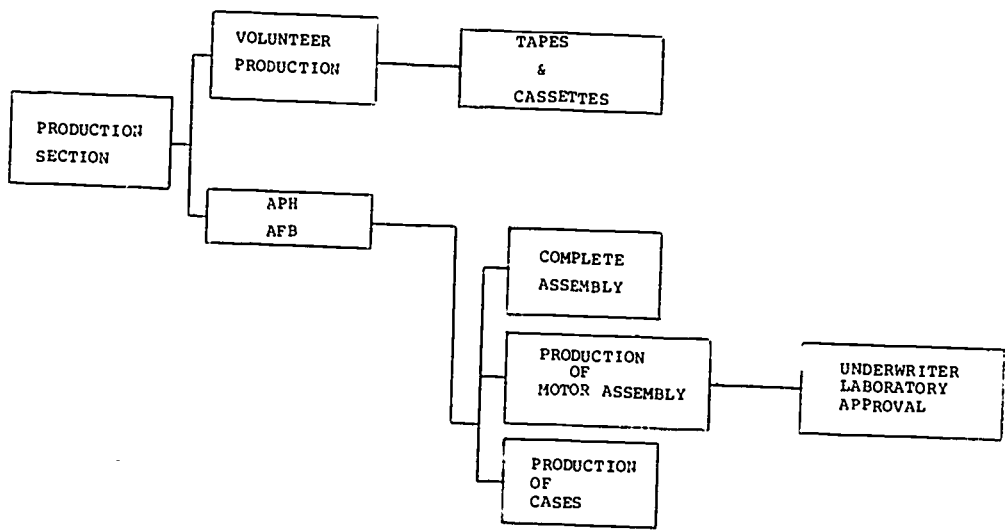 VOLUNTEER
PRODUCTION
TAPES
&
CASSETTES
PRODUCTION
SECTION
APH
AFB
COMPLETE
ASSEMBLY
PRODUCTION
OF
MOTOR ASSEMBLY
UNDERWRITER
LABORATORY
APPROVAL
PRODUCTION
OF
CASES